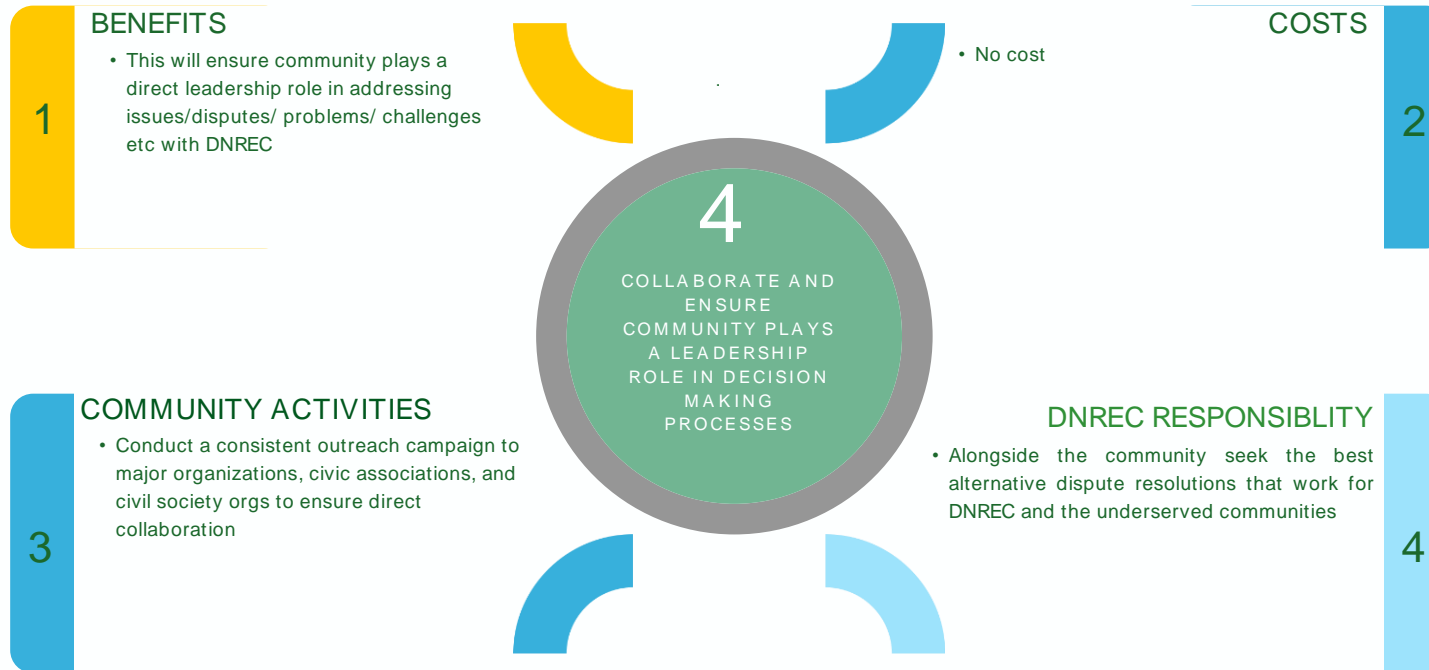 BENEFITS
• This will ensure community plays a
direct leadership role in addressing
issues/disputes/ problems/ challenges
etc with DNREC
1
COSTS
• No cost
2
.
4
COLLABORATE AND
ENSURE
COMMUNITY PLAYS
A LEADERSHIP
ROLE IN DECISION
MAKING
PROCESSES
COMMUNITY ACTIVITIES
• Conduct a consistent outreach campaign to
major organizations, civic associations, and
civil society orgs to ensure direct
collaboration
3
DNREC RESPONSIBLITY
• Alongside the community seek the best
alternative dispute resolutions that work for
DNREC and the underserved communities
4